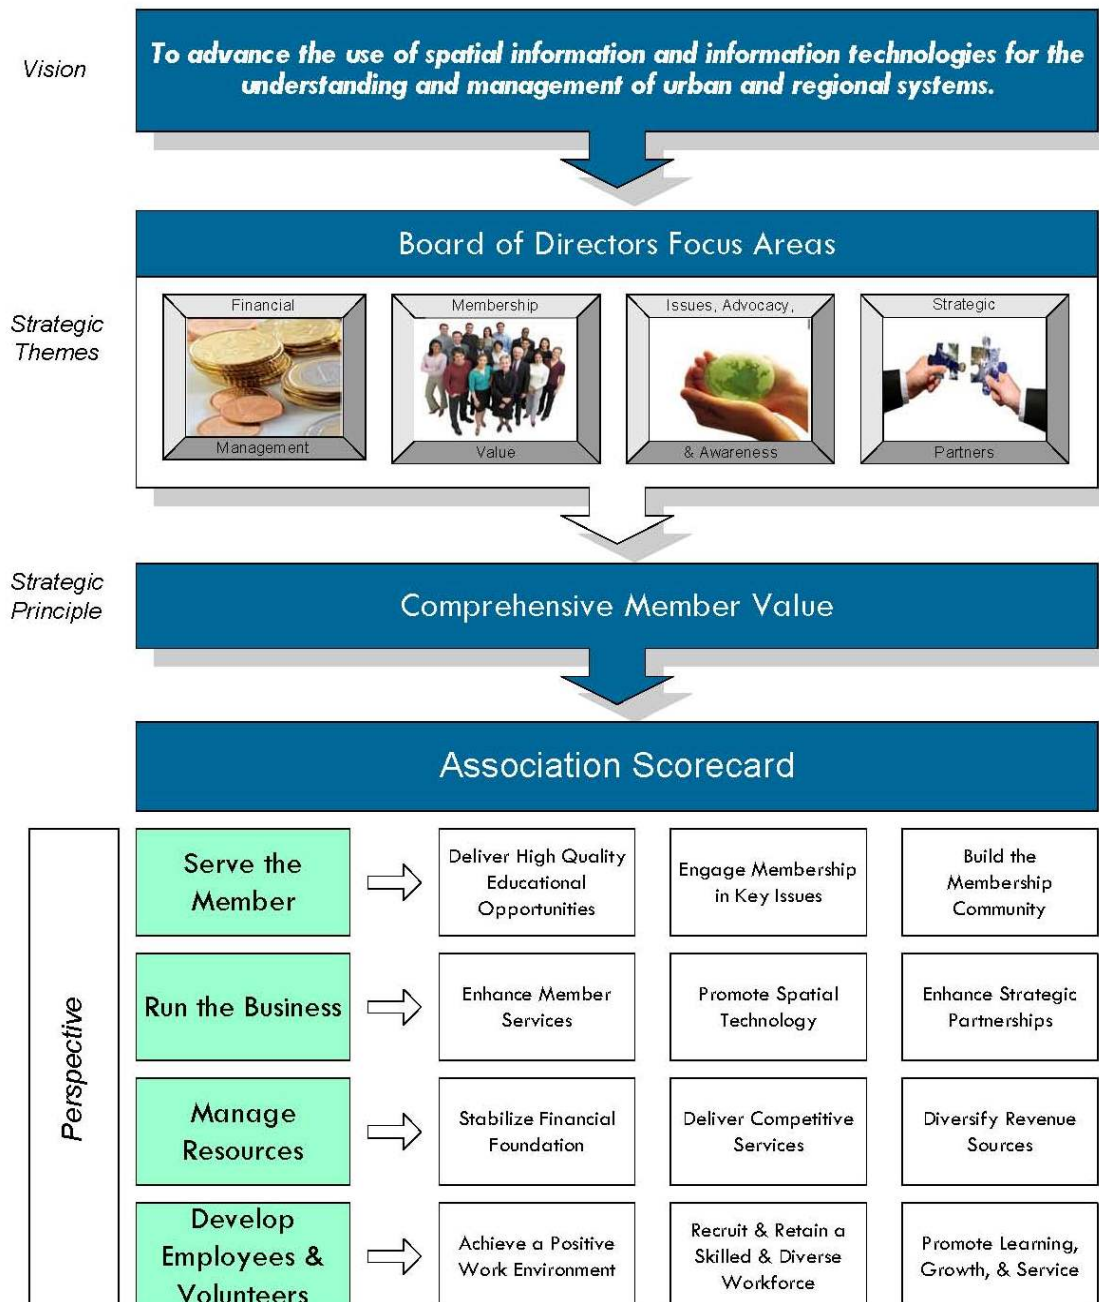 Vision
To advance the use of spatial information and information technologies for the
understanding and management of urban and regional systems.
Strategic
Themes
Board of Directors Focus Areas
Financial
Management
Membership
Value
Issues, Advocacy,
& Awareness
Strategic
Partners
Strategic
Principle
Comprehensive Member Value
Association Scorecard
Perspective
Serve the
Member
Deliver High Quality
Educational
Opportunities
Engage Membership
in Key Issues
Build the
Membership
Community
Run the Business
Enhance Member
Services
Promote Spatial
Technology
Enhance Strategic
Partnerships
Manage
Resources
Stabilize Financial
Foundation
Deliver Competitive
Services
Diversify Revenue
Sources
Develop
Employees &
Volunteers
Achieve a Positive
Work Environment
Recruit & Retain a
Skilled & Diverse
Workforce
Promote Learning,
Growth, & Service